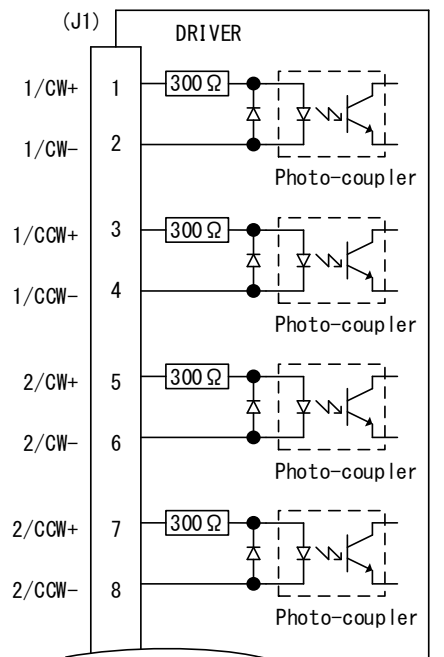 (J1)
DRIVER
1/CW+ 1 300Ω
1/CW- 2
Photo-coupler
1/CCW+ 3 300Ω
1/CCW- 4
Photo-coupler
2/CW+ 5 300Ω
2/CW- 6
Photo-coupler
2/CCW+ 7 300Ω
2/CCW- 8
Photo-coupler